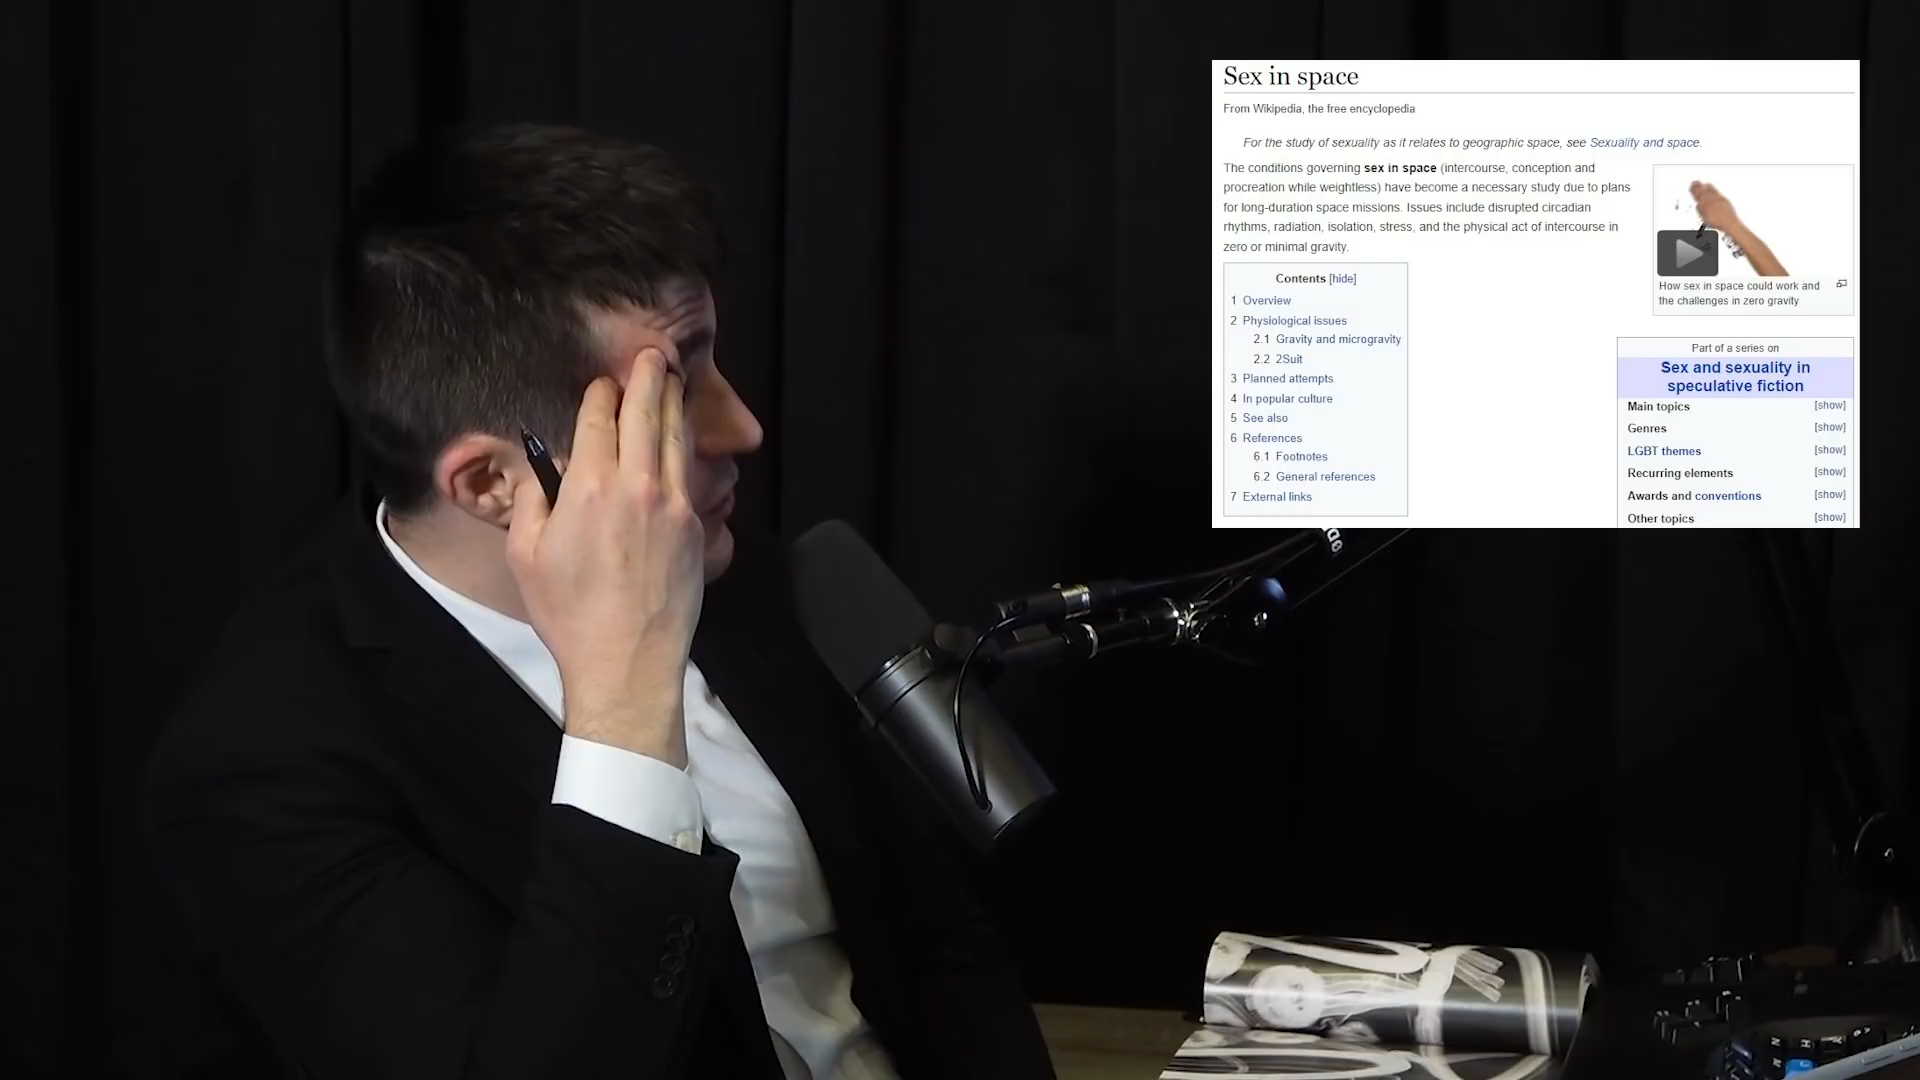 Sex in space
From Wikipedia, the free encyclopedia
For the study of sexuality as it relates to geographic space, see Sexuality and space.
The conditions governing sex in space (intercourse, conception and
procreation while weightless) have become a necessary study due to plans
for long-duration space missions. Issues include disrupted circadian
rhythms, radiation, isolation, stress, and the physical act of intercourse in
zero or minimal gravity.
How sex in space could work and
the challenges in zero gravity
Contents [hide]
1 Overview
2 Physiological issues
2.1 Gravity and microgravity
2.2 2Suit
3 Planned attempts
4 In popular culture
5 See also
6 References
6.1 Footnotes
6.2 General references
7 External links
Part of a series on
Sex and sexuality in
speculative fiction
Main topics [show]
Genres [show]
LGBT themes [show]
Recurring elements [show]
Awards and conventions [show]
Other topics [show]